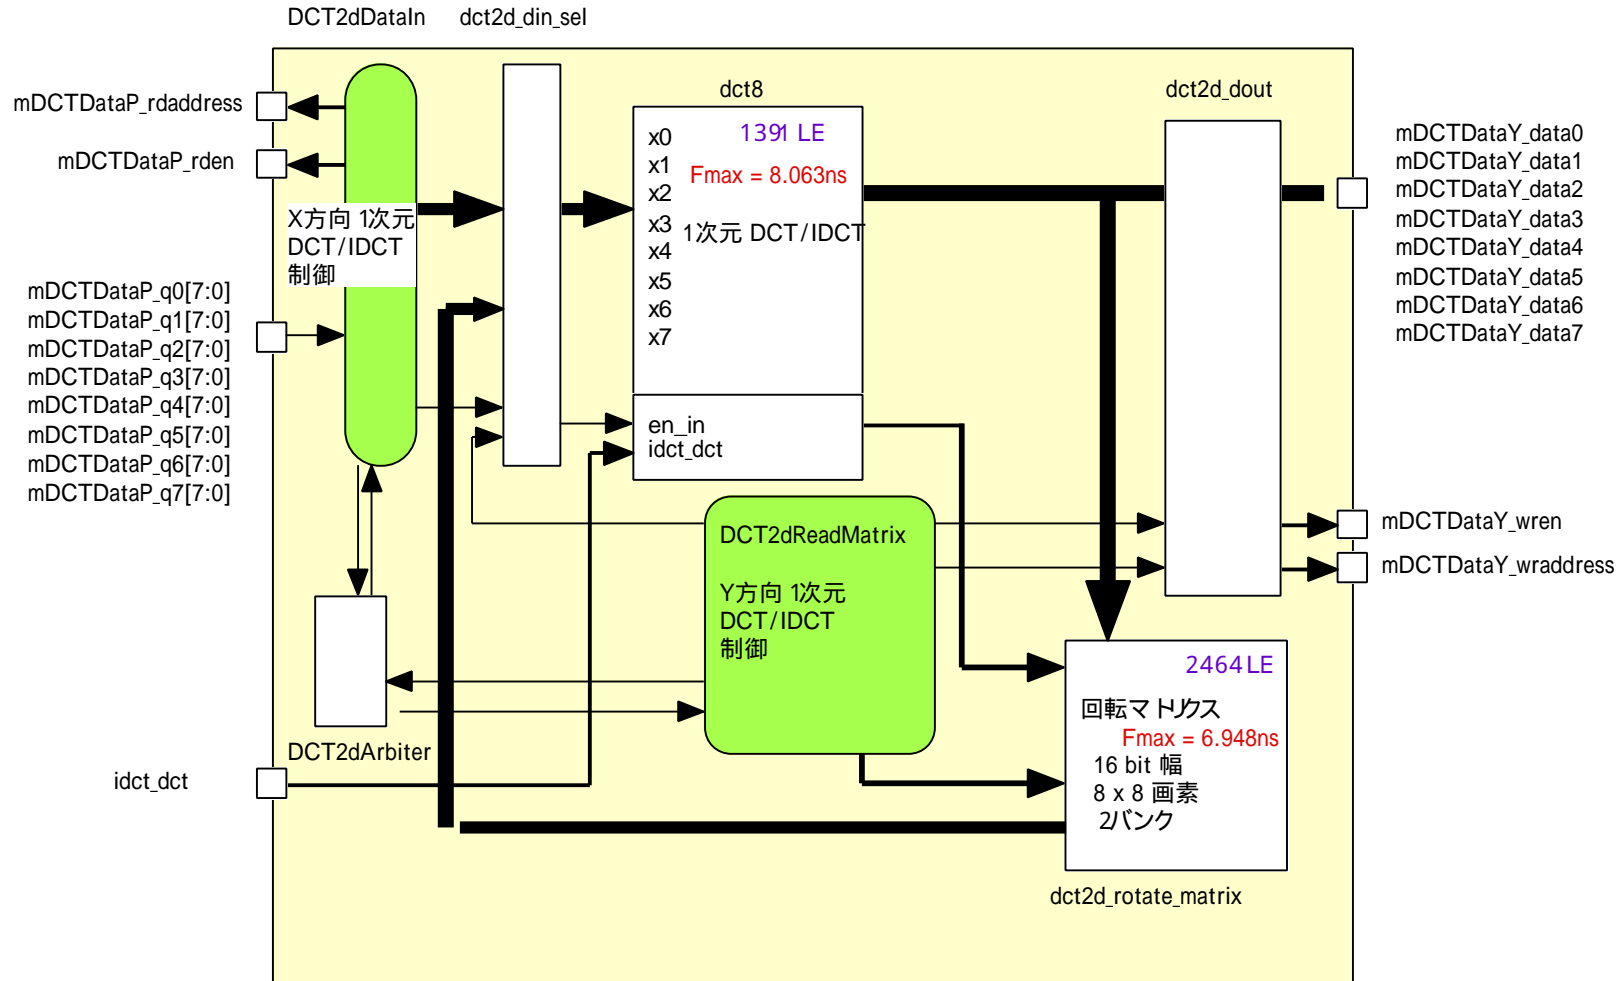 DCT2dDataIn
dct2d_din_sel
mDCTDataP_rdaddress
mDCTDataP_rden
X方向 1次元
DCT/IDCT
制御
mDCTDataP_q0[7:0]
mDCTDataP_q1[7:0]
mDCTDataP_q2[7:0]
mDCTDataP_q3[7:0]
mDCTDataP_q4[7:0]
mDCTDataP_q5[7:0]
mDCTDataP_q6[7:0]
mDCTDataP_q7[7:0]
dct8
1391 LE
Fmax = 8.063ns
1次元 DCT/IDCT
x0
x1
x2
x3
x4
x5
x6
x7
en_in
idct_dct
dct2d_dout
mDCTDataY_data0
mDCTDataY_data1
mDCTDataY_data2
mDCTDataY_data3
mDCTDataY_data4
mDCTDataY_data5
mDCTDataY_data6
mDCTDataY_data7
mDCTDataY_wren
mDCTDataY_wraddress
DCT2dReadMatrix
Y方向 1次元
DCT/IDCT
制御
DCT2dArbiter
idct_dct
2464 LE
回転マトリクス
Fmax = 6.948ns
16 bit 幅
8 x 8 画素
2バンク
dct2d_rotate_matrix